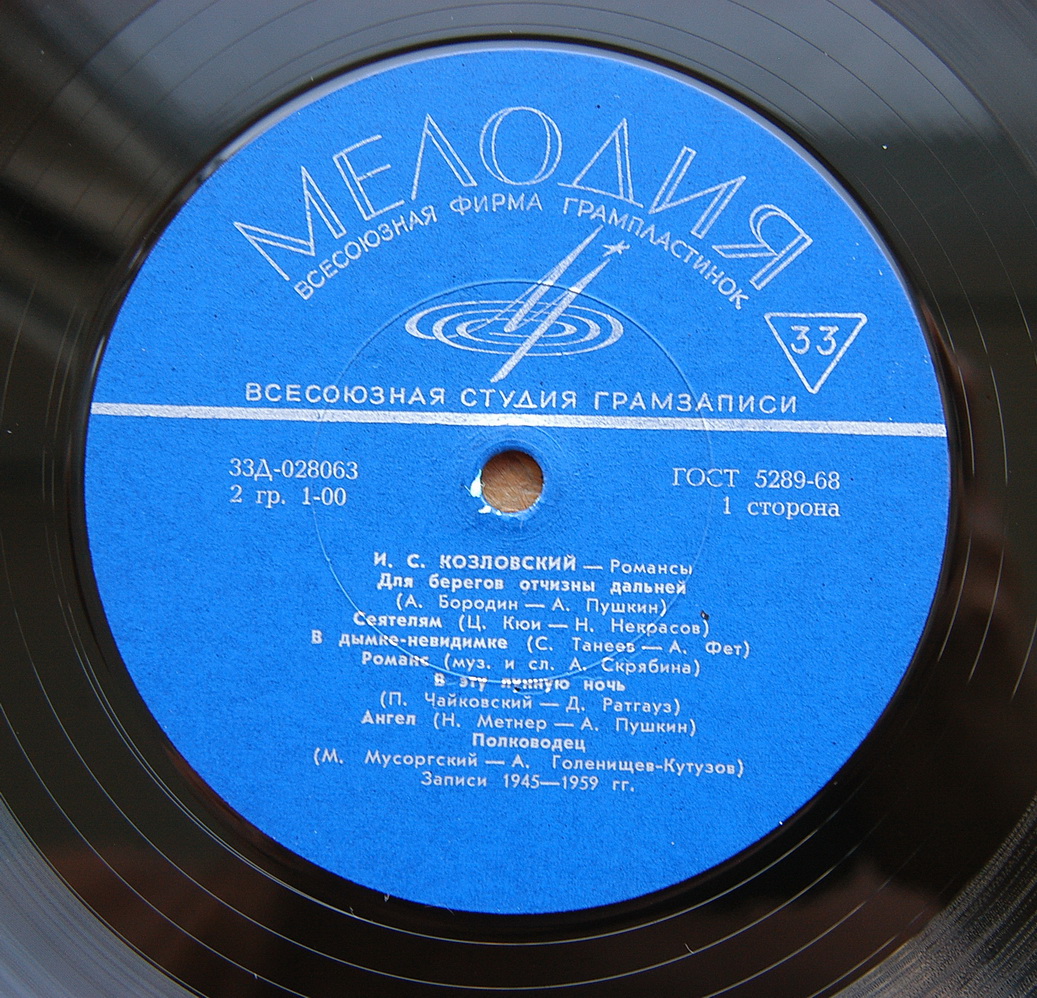 МЕЛОДИЯ
ВСЕСОЮЗНАЯ ФИРМА ГРАМПЛАСТИНОК
33
ВСЕСОЮЗНАЯ СТУДИЯ ГРАМЗАПИСИ
33Д-028063
ГОСТ 5289-68
2 гр. 1-00
1 сторона
И. С. КОЗЛОВСКИЙ — Романсы
Для берегов отчизны дальней
(А. Бородин — А. Пушкин)
Сеятелям (Ц. Кюи — Н. Некрасов)
В дымке-невидимке (С. Танеев — А. Фет)
Романс (муз. и сл. А. Скрябина)
В эту лунную ночь
(П. Чайковский — Д. Ратгауз)
Ангел (Н. Метнер — А. Пушкин)
Полководец
(М. Мусоргский — А. Голенищев-Кутузов)
Записи 1945—1959 гг.